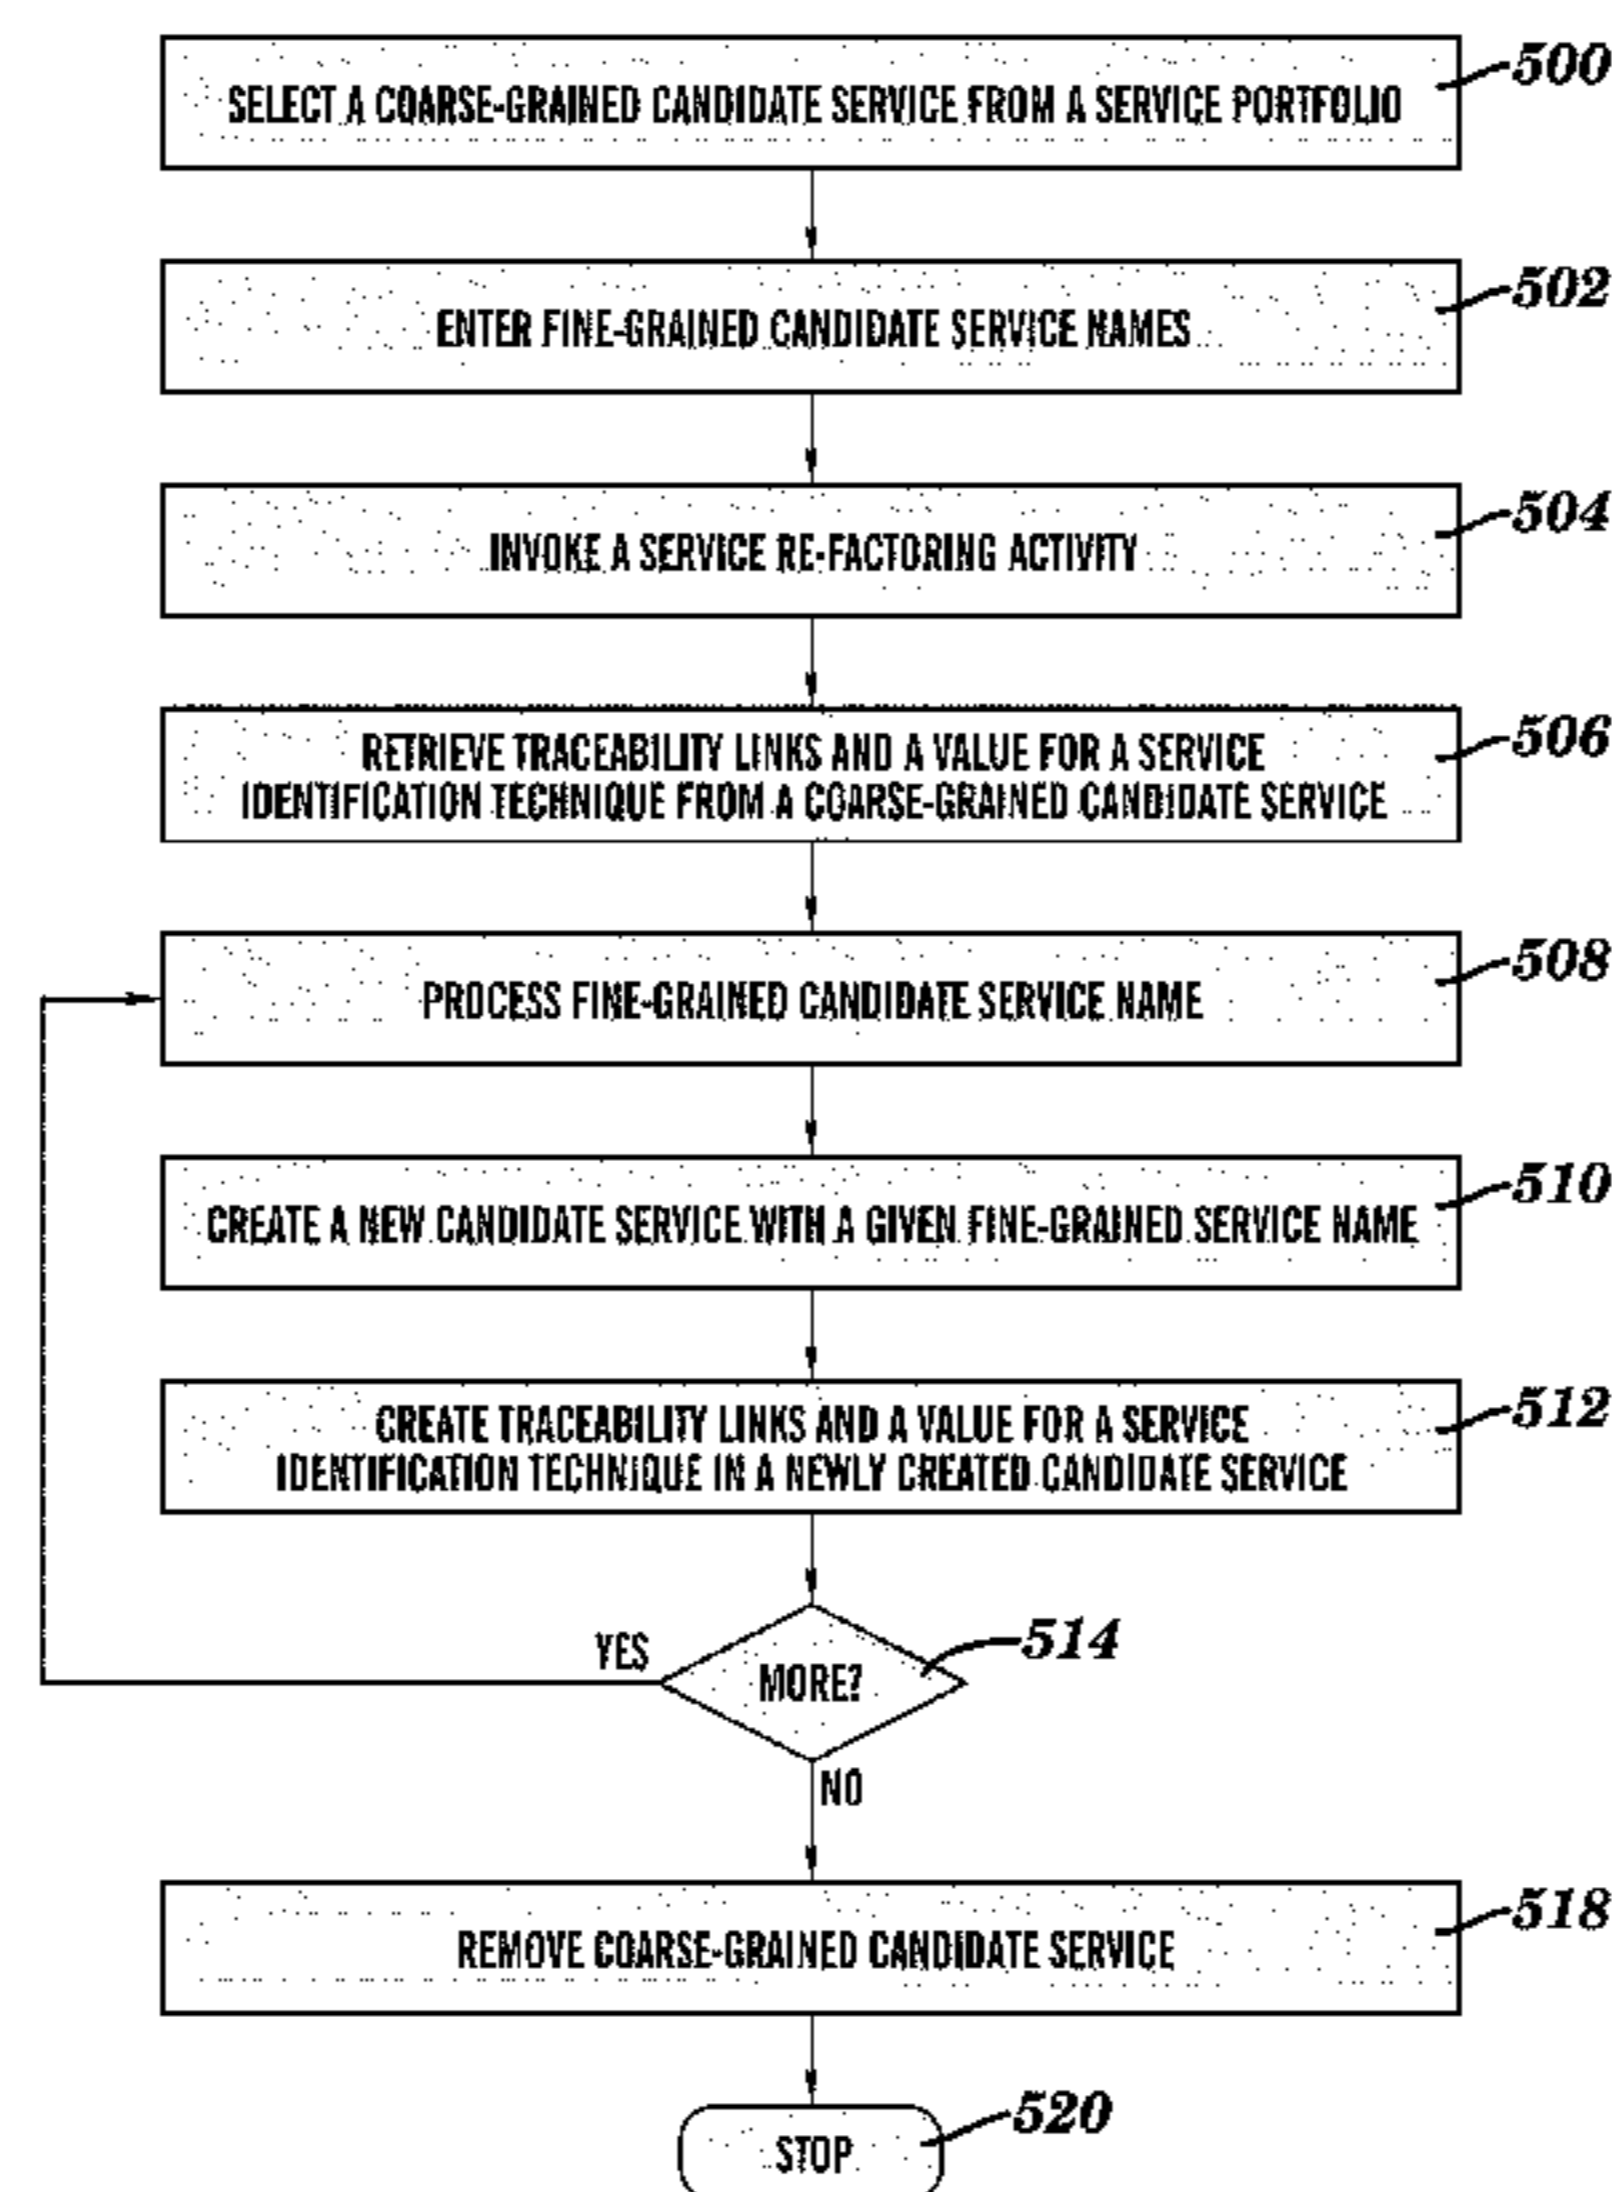 SELECT A COARSE-GRAINED CANDIDATE SERVICE FROM A SERVICE PORTFOLIO
500
ENTER FINE-GRAINED CANDIDATE SERVICE NAMES
502
INVOKE A SERVICE RE-FACTORING ACTIVITY
504
RETRIEVE TRACEABILITY LINKS AND A VALUE FOR A SERVICE
IDENTIFICATION TECHNIQUE FROM A COARSE-GRAINED CANDIDATE SERVICE
506
PROCESS FINE-GRAINED CANDIDATE SERVICE NAME
508
CREATE A NEW CANDIDATE SERVICE WITH A GIVEN FINE-GRAINED SERVICE NAME
510
CREATE TRACEABILITY LINKS AND A VALUE FOR A SERVICE
IDENTIFICATION TECHNIQUE IN A NEWLY CREATED CANDIDATE SERVICE
512
YES
MORE?
514
NO
REMOVE COARSE-GRAINED CANDIDATE SERVICE
518
STOP
520